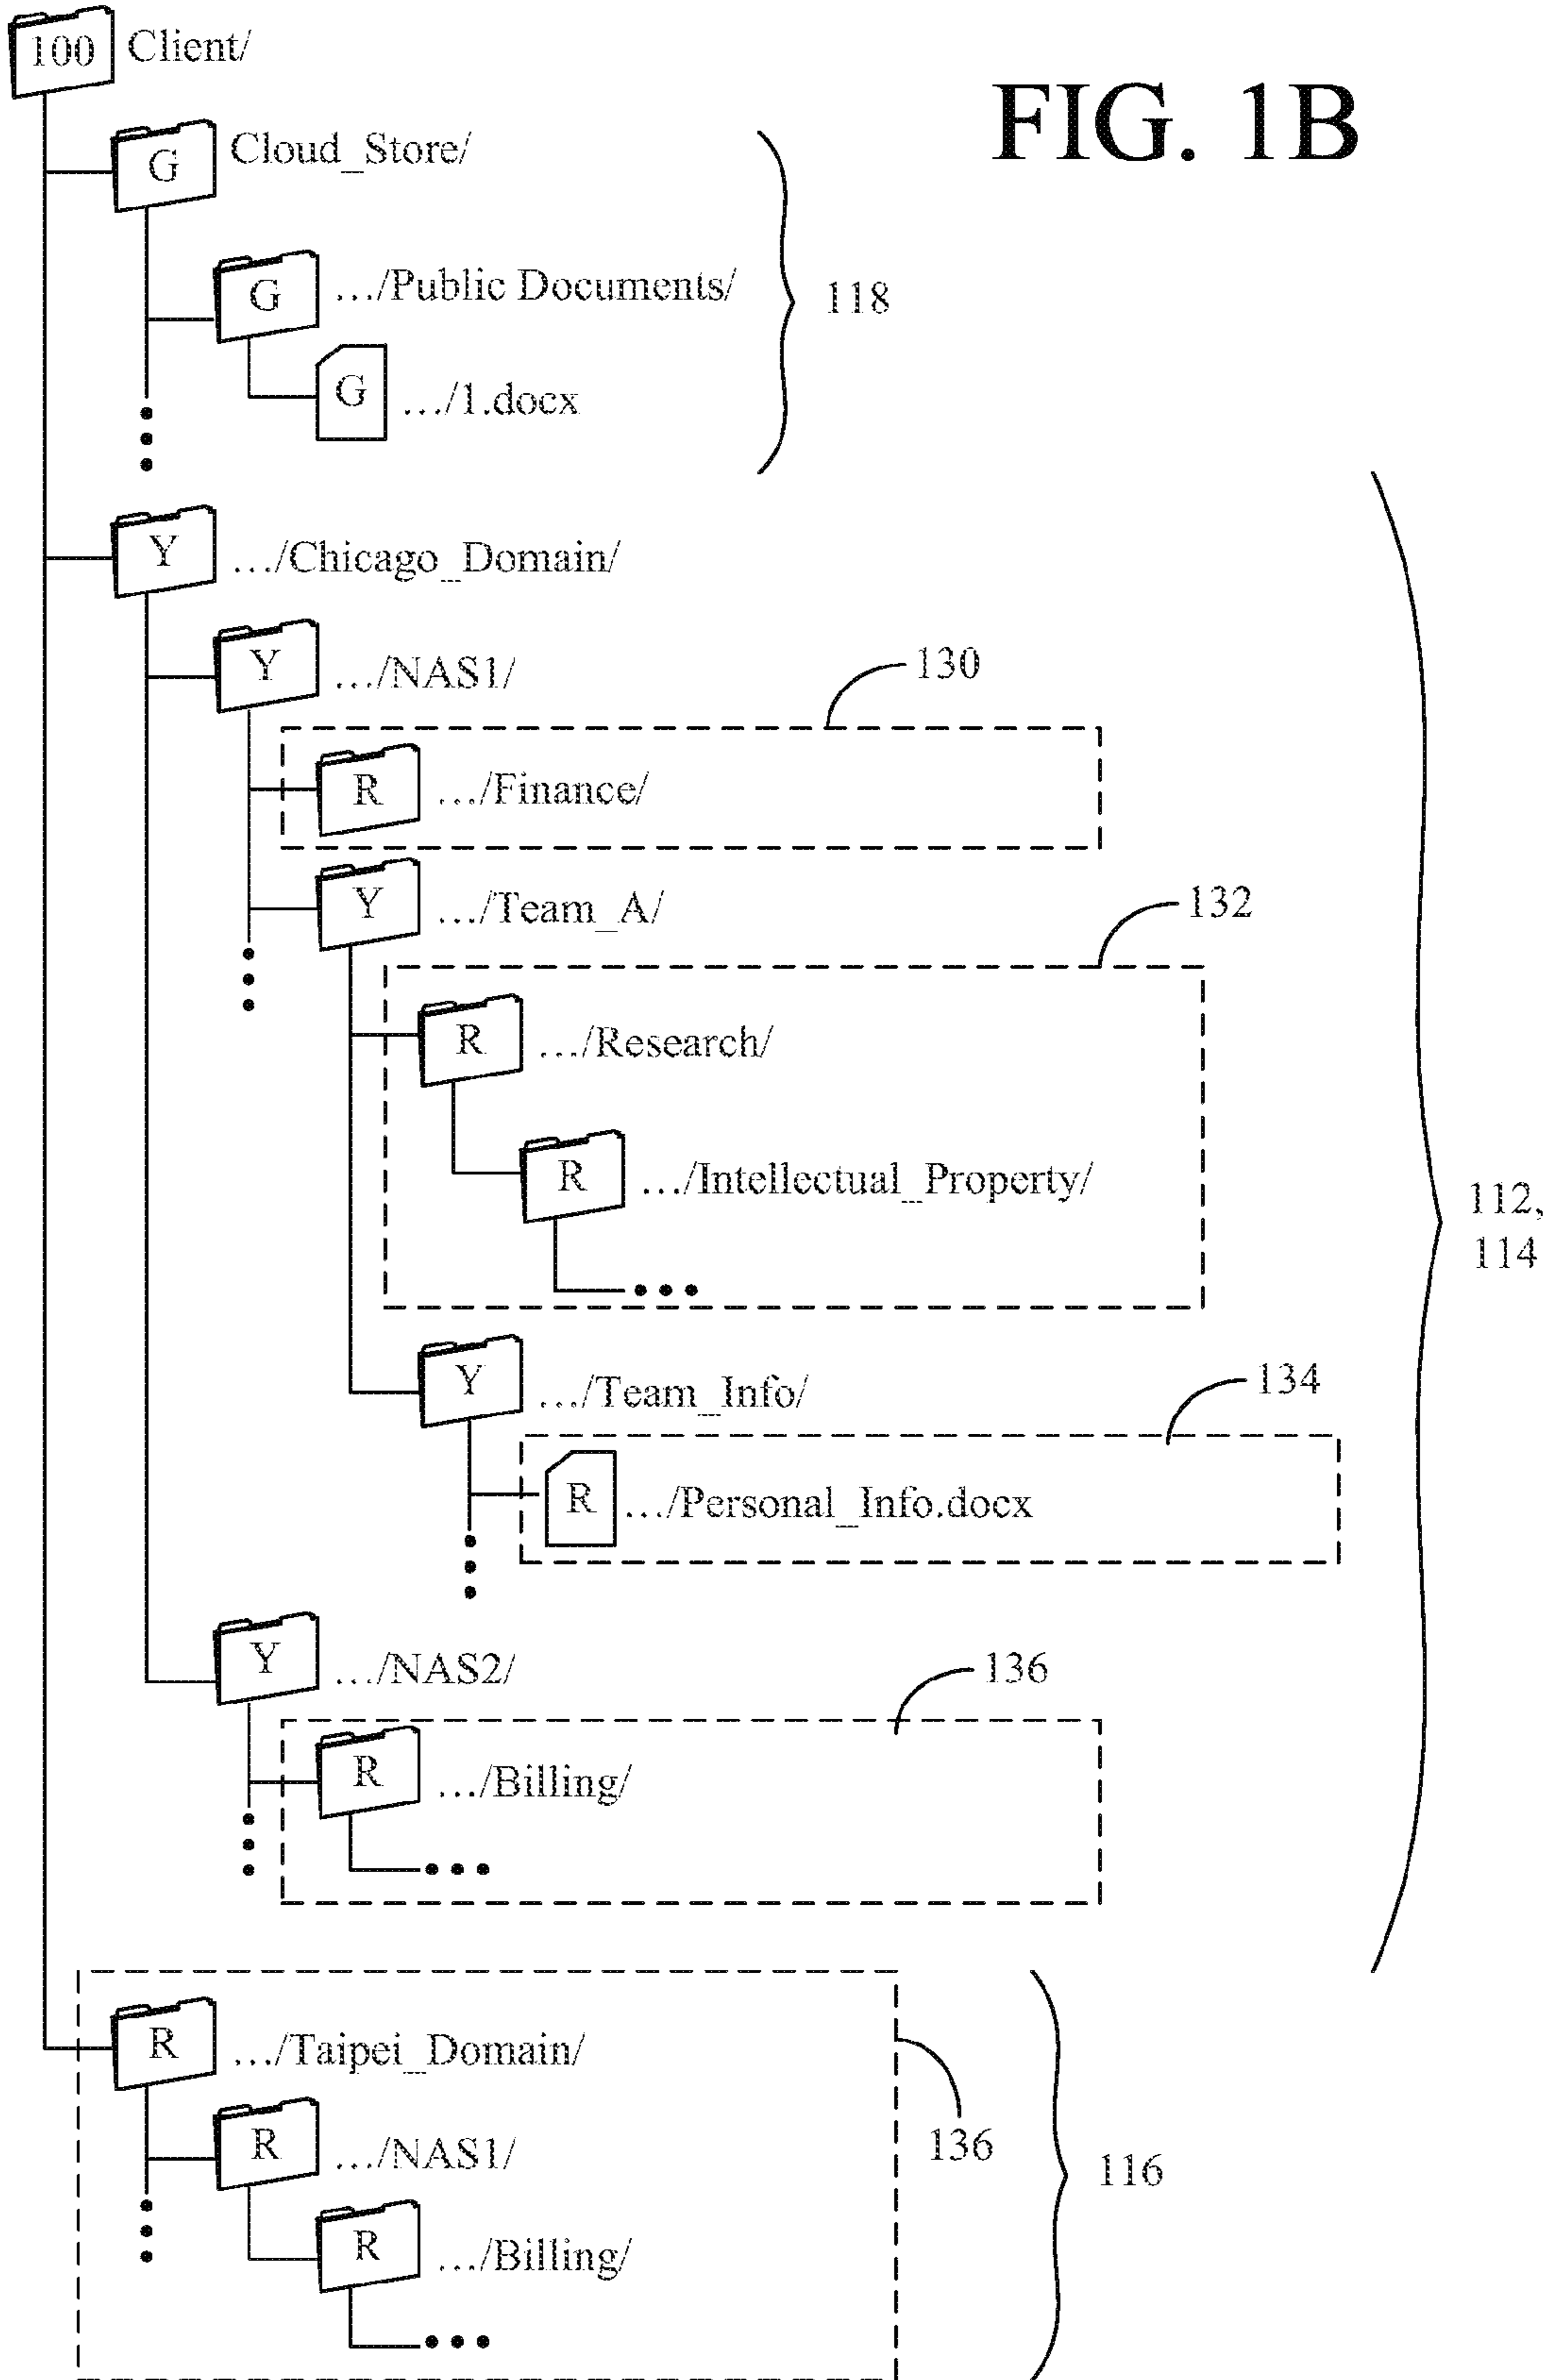 100 Client/
FIG. 1B
G Cloud_Store/
G .../Public Documents/
118
G .../1.docx
Y .../Chicago_Domain/
Y .../NAS1/
130
R .../Finance/
Y .../Team_A/
132
R .../Research/
R .../Intellectual_Property/
112,
114
Y .../Team_Info/
134
R .../Personal_Info.docx
Y .../NAS2/
136
R .../Billing/
R .../Taipei_Domain/
R .../NAS1/
136
116
R .../Billing/